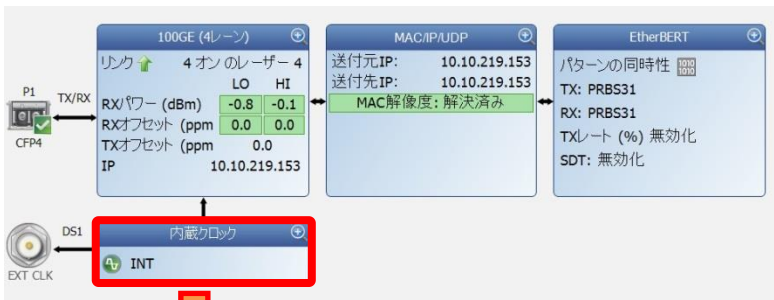 100GE (4レーン)
リンク 4 オン のレーザー 4
LO HI
RXパワー (dBm) -0.8 -0.1
RXオフセット (ppm 0.0 0.0
TXオフセット (ppm 0.0
IP 10.10.219.153
MAC/IP/UDP
送付元IP: 10.10.219.153
送付先IP: 10.10.219.153
MAC解像度: 解決済み
EtherBERT
パターンの同時性
TX: PRBS31
RX: PRBS31
TXレート (%) 無効化
SDT: 無効化
P1
TX/RX
CFP4
DS1
EXT CLK
内蔵クロック
INT